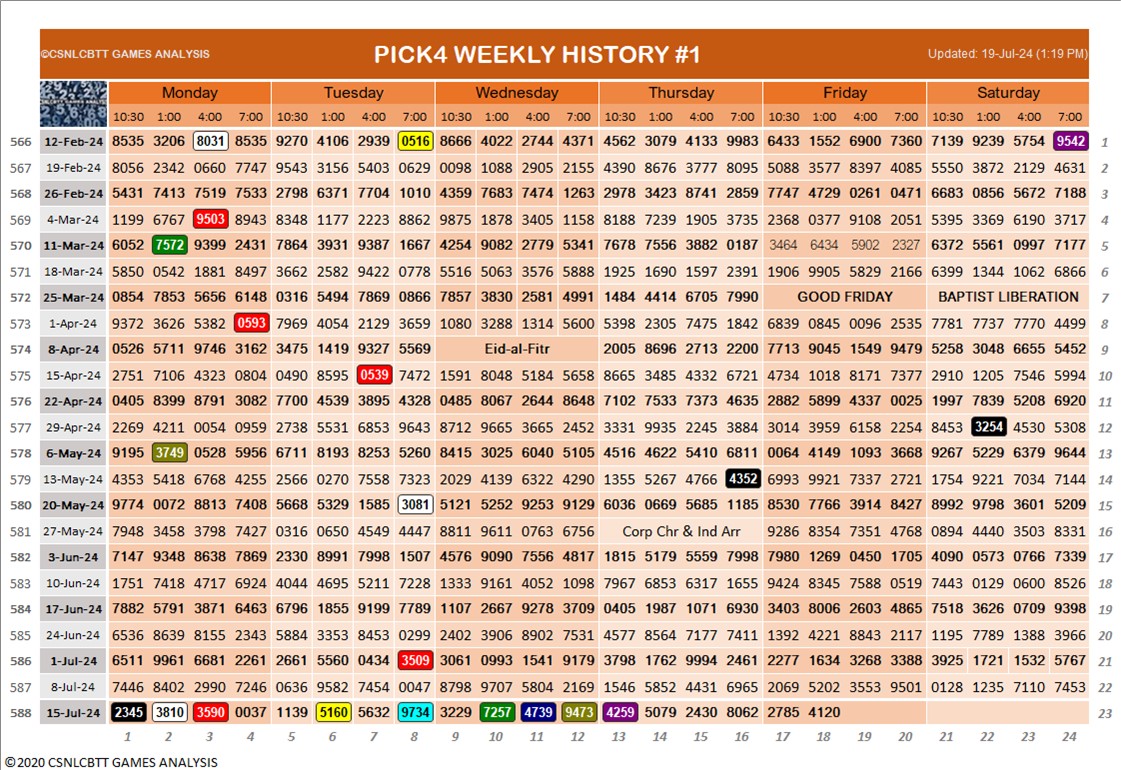 ©CSNLCBTT GAMES ANALYSIS PICK4 WEEKLY HISTORY #1 Updated: 19-Jul-24 (1:19 PM)
Monday Tuesday Wednesday Thursday Friday Saturday
10:30 1:00 4:00 7:00 10:30 1:00 4:00 7:00 10:30 1:00 4:00 7:00 10:30 1:00 4:00 7:00 10:30 1:00 4:00 7:00 10:30 1:00 4:00 7:00
566 12-Feb-24 8535 3206 8031 8535 9270 4106 2939 0516 8666 4022 2744 4371 4562 3079 4133 9983 6433 1552 6900 7360 7139 9239 5754 9542 1
567 19-Feb-24 8056 2342 0660 7747 9543 3156 5403 0629 0098 1088 2905 2155 4390 8676 3777 8095 5088 3577 8397 4085 5550 3872 2129 4631 2
568 26-Feb-24 5431 7413 7519 7533 2798 6371 7704 1010 4359 7683 7474 1263 2978 3423 8741 2859 7747 4729 0261 0471 6683 0856 5672 7188 3
569 4-Mar-24 1199 6767 9503 8943 8348 1177 2223 8862 9875 1878 3405 1158 8188 7239 1905 3735 2368 0377 9108 2051 5395 3369 6190 3717 4
570 11-Mar-24 6052 7572 9399 2431 7864 3931 9387 1667 4254 9082 2779 5341 7678 7556 3882 0187 3464 6434 5902 2327 6372 5561 0997 7177 5
571 18-Mar-24 5850 0542 1881 8497 3662 2582 9422 0778 5516 5063 3576 5888 1925 1690 1597 2391 1906 9905 5829 2166 6399 1344 1062 6866 6
572 25-Mar-24 0854 7853 5656 6148 0316 5494 7869 0866 7857 3830 2581 4991 1484 4414 6705 7990 GOOD FRIDAY BAPTIST LIBERATION 7
573 1-Apr-24 9372 3626 5382 0593 7969 4054 2129 3659 1080 3288 1314 5600 5398 2305 7475 1842 6839 0845 0096 2535 7781 7737 7770 4499 8
574 8-Apr-24 0526 5711 9746 3162 3475 1419 9327 5569 Eid-al-Fitr 2005 8696 2713 2200 7713 9045 1549 9479 5258 3048 6655 5452 9
575 15-Apr-24 2751 7106 4323 0804 0490 8595 0539 7472 1591 8048 5184 5658 8665 3485 4332 6721 4734 1018 8171 7377 2910 1205 7546 5994 10
576 22-Apr-24 0405 8399 8791 3082 7700 4539 3895 4328 0485 8067 2644 8648 7102 7533 7373 4635 2882 5899 4337 0025 1997 7839 5208 6920 11
577 29-Apr-24 2269 4211 0054 0959 2738 5531 6853 9643 8712 9665 3665 2452 3331 9935 2245 3884 3014 3959 6158 2254 8453 3254 4530 5308 12
578 6-May-24 9195 3749 0528 5956 6711 8193 8253 5260 8415 3025 6040 5105 4516 4622 5410 6811 0064 4149 1093 3668 9267 5229 6379 9644 13
579 13-May-24 4353 5418 6768 4255 2566 0270 7558 7323 2029 4139 6322 4290 1355 5267 4766 4352 6993 9921 7337 2721 1754 9221 7034 7144 14
580 20-May-24 9774 0072 8813 7408 5668 5329 1585 3081 5121 5252 9253 9129 6036 0669 5685 1185 8530 7766 3914 8427 8992 9798 3601 5209 15
581 27-May-24 7948 3458 3798 7427 0316 0650 4549 4447 8811 9611 0763 6756 Corp Chr & Ind Arr 9286 8354 7351 4768 0894 4440 3503 8331 16
582 3-Jun-24 7147 9348 8638 7869 2330 8991 7998 1507 4576 9090 7556 4817 1815 5179 5559 7998 7980 1269 0450 1705 4090 0573 0766 7339 17
583 10-Jun-24 1751 7418 4717 6924 4044 4695 5211 7228 1333 9161 4052 1098 7967 6853 6317 1655 9424 8345 7588 0519 7443 0129 0600 8526 18
584 17-Jun-24 7882 5791 3871 6463 6796 1855 9199 7789 1107 2667 9278 3709 0405 1987 1071 6930 3403 8006 2603 4865 7518 3626 0709 9398 19
585 24-Jun-24 6536 8639 8155 2343 5884 3353 8453 0299 2402 3906 8902 7531 4577 8564 7177 7411 1392 4221 8843 2117 1195 7789 1388 3966 20
586 1-Jul-24 6511 9961 6681 2261 2661 5560 0434 3509 3061 0993 1541 9179 3798 1762 9994 2461 2277 1634 3268 3388 3925 1721 1532 5767 21
587 8-Jul-24 7446 8402 2990 7246 0636 9582 7454 0047 8798 9707 5804 2169 1546 5852 4431 6965 2069 5202 3553 9501 0128 1235 7110 7453 22
588 15-Jul-24 2345 3810 3590 0037 1139 5160 5632 9734 3229 7257 4739 9473 4259 5079 2430 8062 2785 4120 23
1 2 3 4 5 6 7 8 9 10 11 12 13 14 15 16 17 18 19 20 21 22 23 24
©2020 CSNLCBTT GAMES ANALYSIS